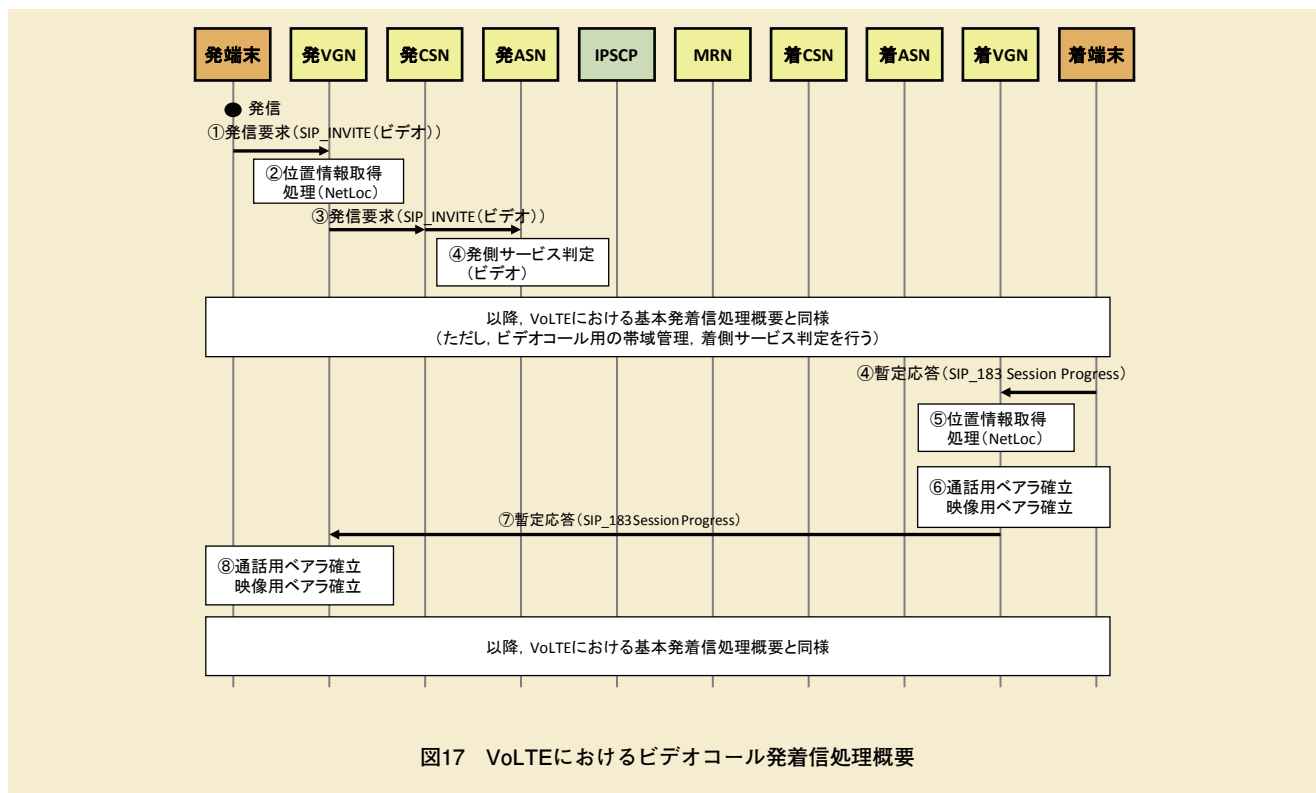 発端末 発VGN 発CSN 発ASN IPSCP MRN 着CSN 着ASN 着VGN 着端末
発信
①発信要求(SIP_INVITE(ビデオ))
②位置情報取得
処理(NetLoc)
③発信要求(SIP_INVITE(ビデオ))
④発側サービス判定
(ビデオ)
以降，VoLTEにおける基本発着信処理概要と同様
(ただし，ビデオコール用の帯域管理，着側サービス判定を行う)
④暫定応答(SIP_183 Session Progress)
⑤位置情報取得
処理(NetLoc)
⑥通話用ベアラ確立
映像用ベアラ確立
⑦暫定応答(SIP_183 Session Progress)
⑧通話用ベアラ確立
映像用ベアラ確立
以降，VoLTEにおける基本発着信処理概要と同様
図17 VoLTEにおけるビデオコール発着信処理概要